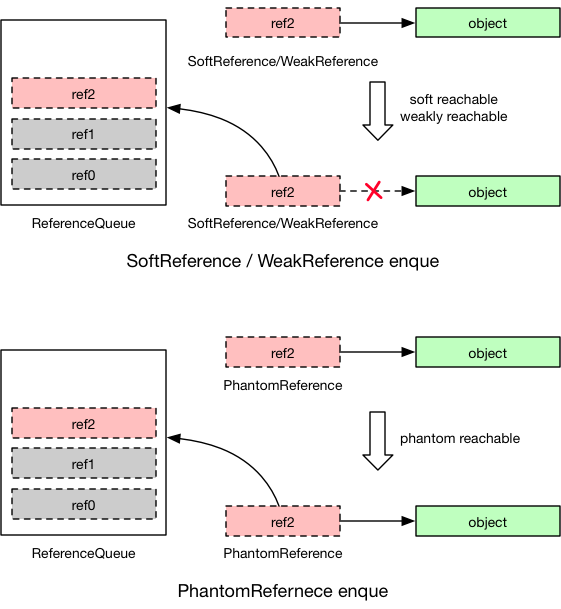 ref2
object
SoftReference/WeakReference
soft reachable
weakly reachable
ref2
ref1
ref0
ReferenceQueue
ref2
object
SoftReference/WeakReference
SoftReference / WeakReference enque
ref2
object
PhantomReference
phantom reachable
ref2
ref1
ref0
ReferenceQueue
ref2
object
PhantomReference
PhantomRefernece enque